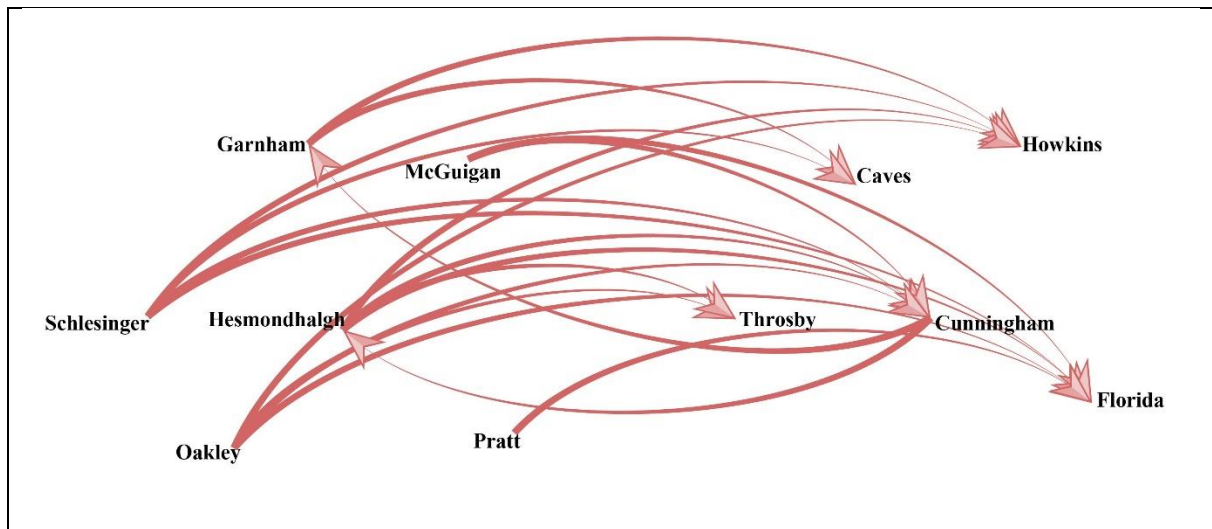 Garnham
Howkins
McGuigan
Caves
Schlesinger
Hesmondhalgh
Throsby
Cunningham
Florida
Oakley
Pratt